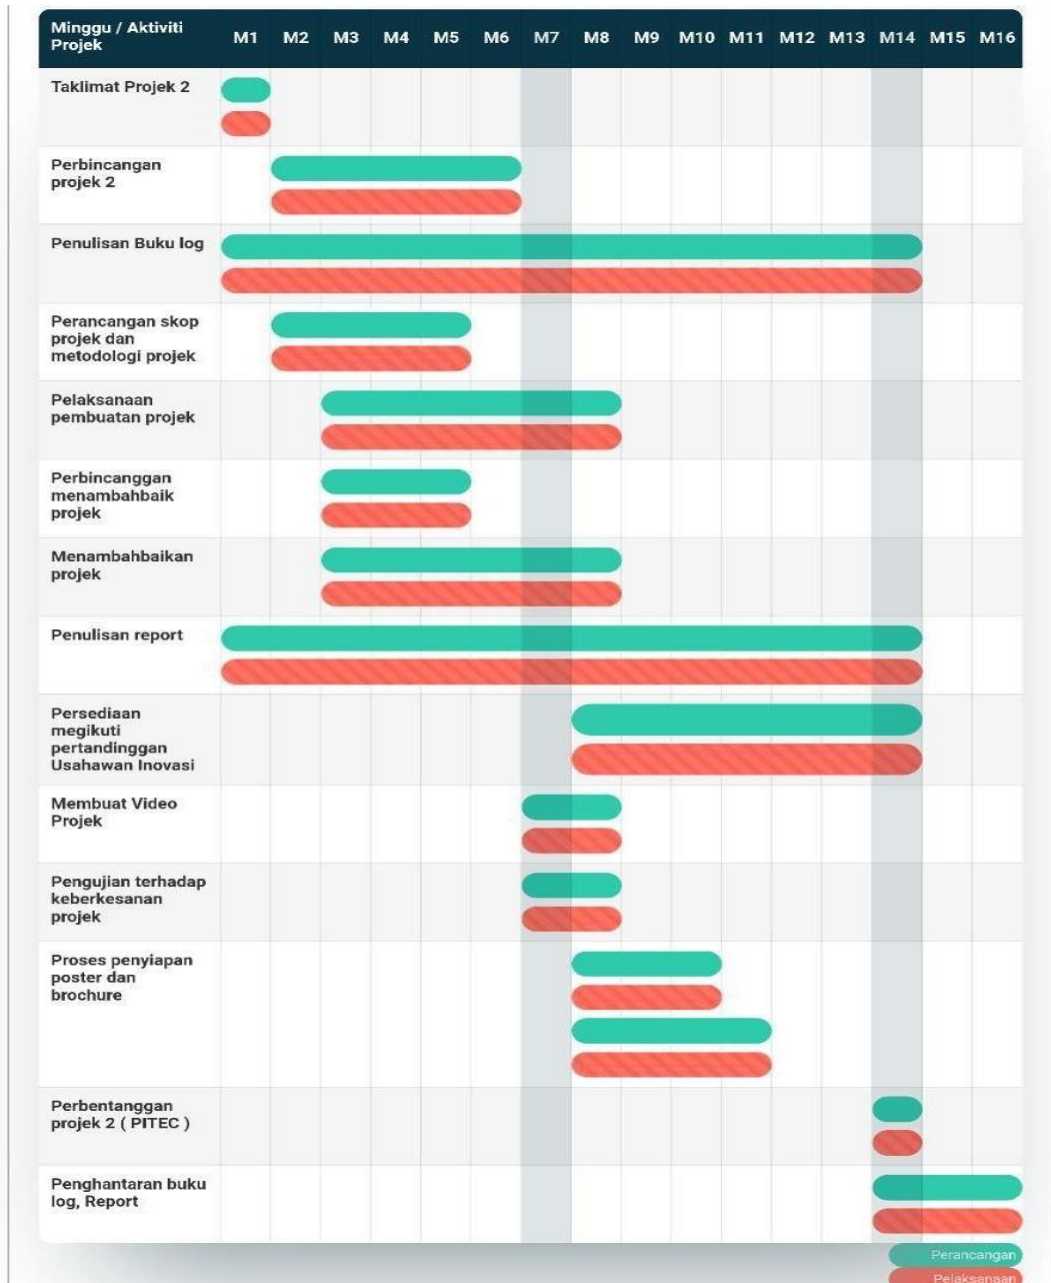 Minggu / Aktiviti
Projek
M1 M2 M3 M4 M5 M6 M7 M8 M9 M10 M11 M12 M13 M14 M15 M16
Taklimat Projek 2
Perbincangan
projek 2
Penulisan Buku log
Perancangan skop
projek dan
metodologi projek
Pelaksanaan
pembuatan projek
Perbincanggan
menambahbaik
projek
Menambahbaikan
projek
Penulisan report
Persediaan
megikuti
pertandinggan
Usahawan Inovasi
Membuat Video
Projek
Pengujian terhadap
keberkesanan
projek
Proses penyiapan
poster dan
brochure
Perbentanggan
projek 2 ( PITEC )
Penghantaran buku
log, Report
Perancangan
Pelaksanaan